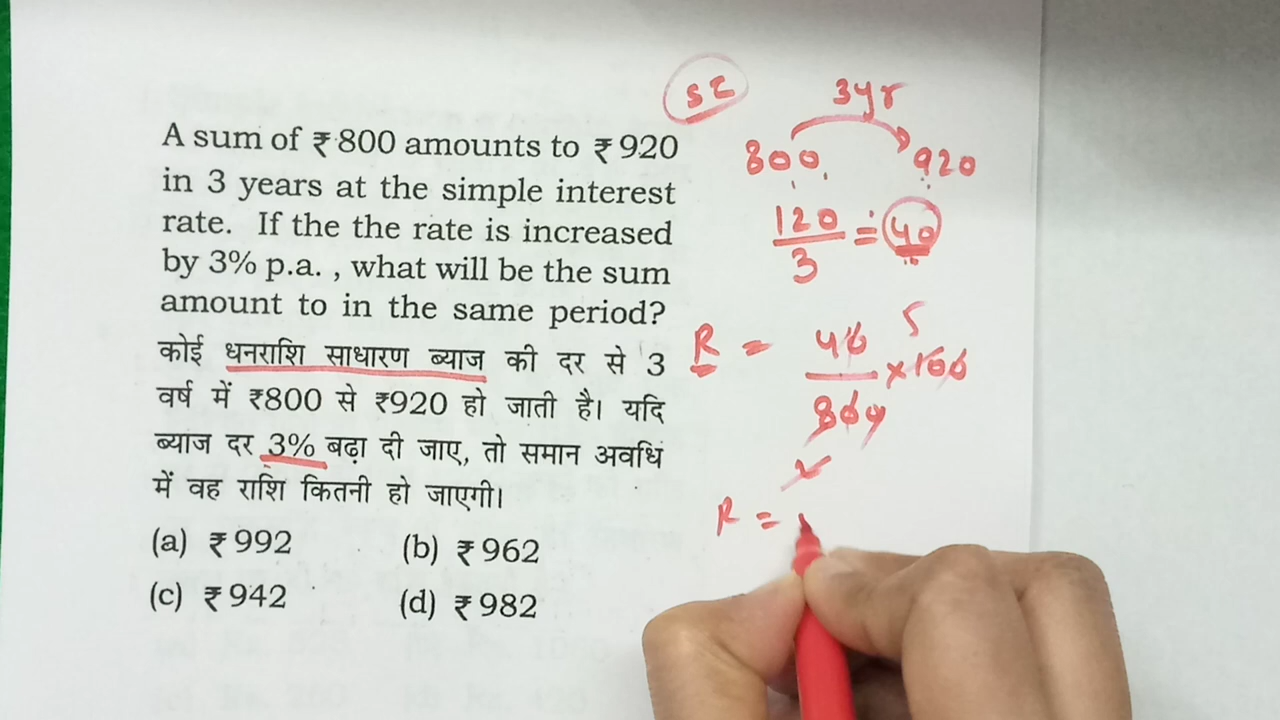 A sum of ₹800 amounts to ₹920
in 3 years at the simple interest
rate. If the the rate is increased
by 3% p.a. , what will be the sum
amount to in the same period?
कोई धनराशि साधारण ब्याज की दर से 3
वर्ष में ₹800 से ₹920 हो जाती है। यदि
ब्याज दर 3% बढ़ा दी जाए, तो समान अवधि
में वह राशि कितनी हो जाएगी।
(a) ₹992 (b) ₹962
(c) ₹942 (d) ₹982
SI 3yr
800 920
120
3
= 40
R = 40
800
×100
5
R =